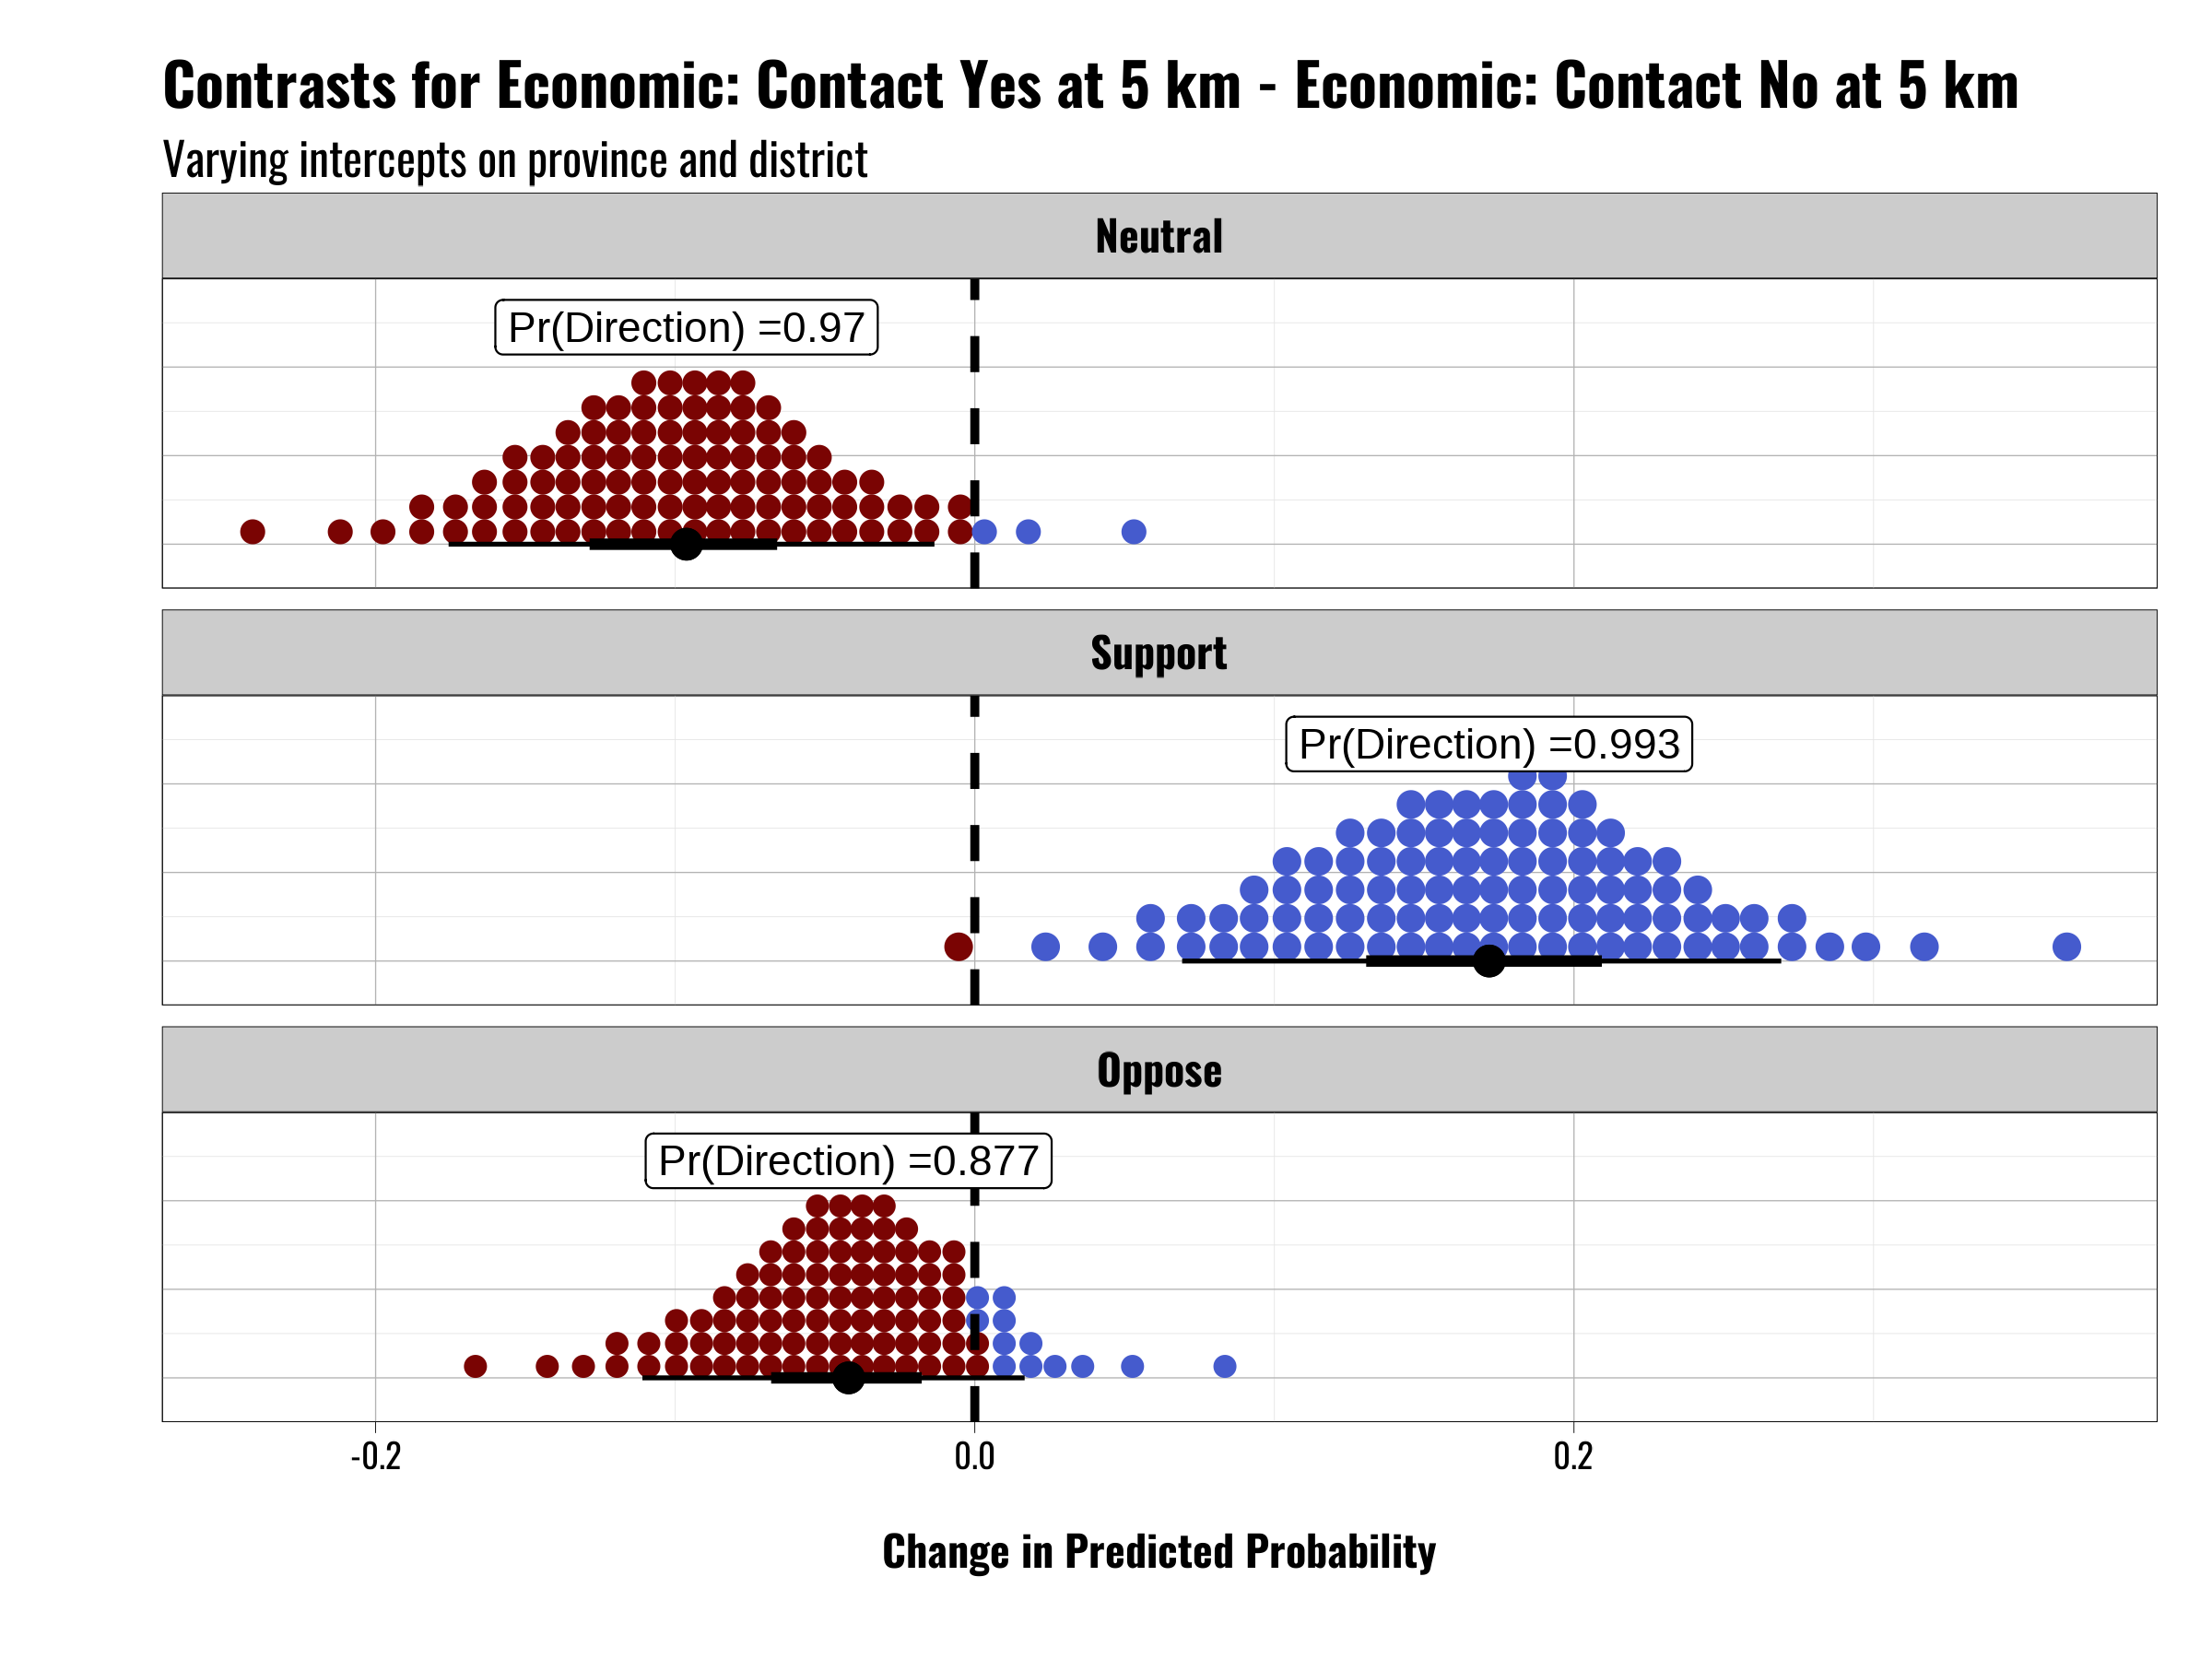 Contrasts for Economic: Contact Yes at 5 km - Economic: Contact No at 5 km
Varying intercepts on province and district
Neutral
Pr(Direction) =0.97
Support
Pr(Direction) =0.993
Oppose
Pr(Direction) =0.877
-0.2 0.0 0.2
Change in Predicted Probability